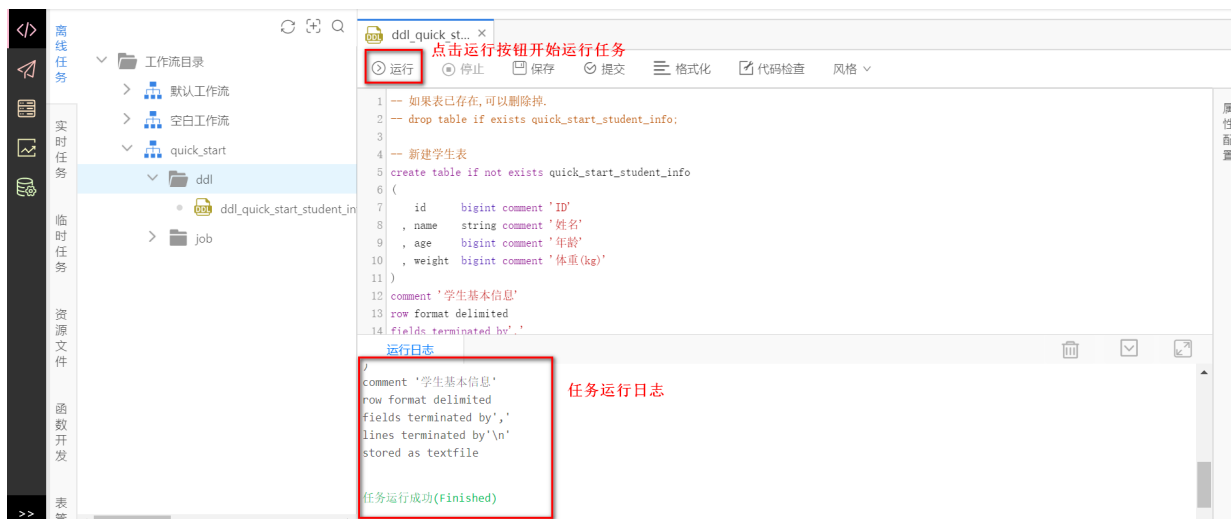 </>
离线任务
实时任务
临时任务
资源文件
函数开发
表
>>
工作流目录
默认工作流
空白工作流
quick_start
ddl
ddl_quick_start_student_in
job
ddl_quick_st... ×
点击运行按钮开始运行任务
运行 停止 保存 提交 格式化 代码检查 风格
属性配置
1 -- 如果表已存在,可以删除掉.
2 -- drop table if exists quick_start_student_info;
3
4 -- 新建学生表
5 create table if not exists quick_start_student_info
6 (
7 id bigint comment 'ID'
8 , name string comment '姓名'
9 , age bigint comment '年龄'
10 , weight bigint comment '体重(kg)'
11 )
12 comment '学生基本信息'
13 row format delimited
14 fields terminated by','
运行日志
)
comment '学生基本信息'
row format delimited
fields terminated by','
lines terminated by'\n'
stored as textfile
任务运行成功(Finished)
任务运行日志